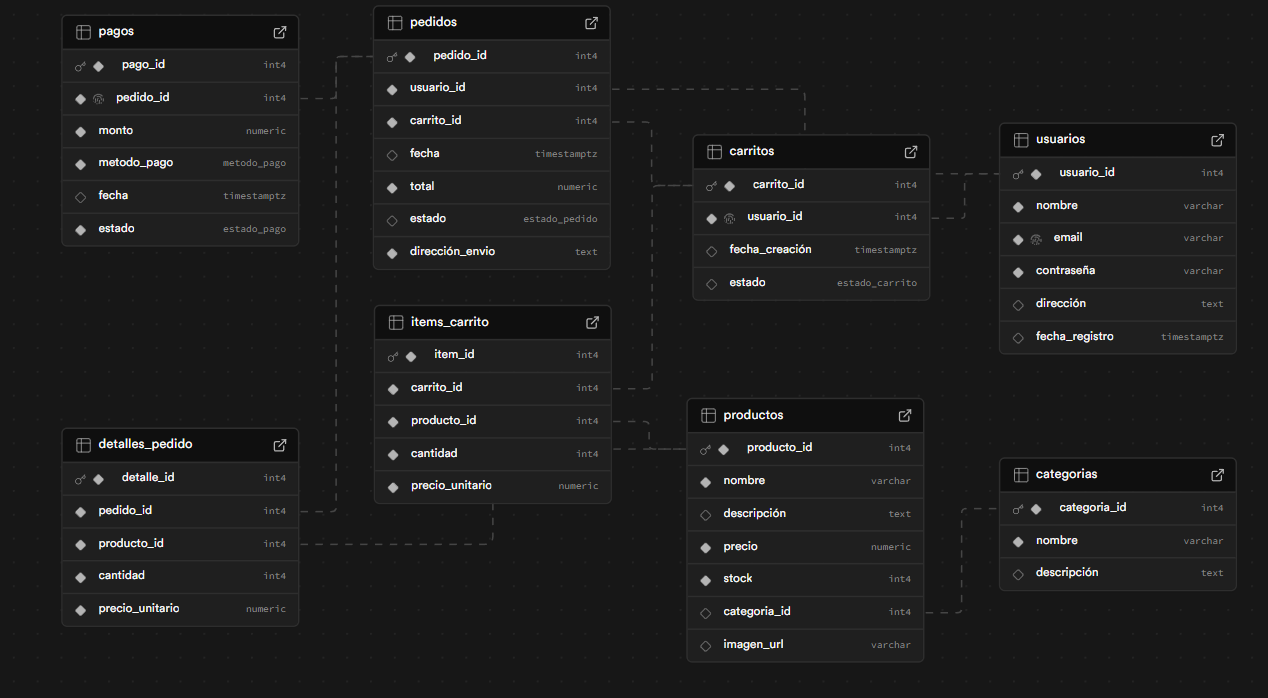 pagos
pago_id int4
pedido_id int4
monto numeric
metodo_pago metodo_pago
fecha timestamptz
estado estado_pago
pedidos
pedido_id int4
usuario_id int4
carrito_id int4
fecha timestamptz
total numeric
estado estado_pedido
dirección_envio text
carritos
carrito_id int4
usuario_id int4
fecha_creación timestamptz
estado estado_carrito
usuarios
usuario_id int4
nombre varchar
email varchar
contraseña varchar
dirección text
fecha_registro timestamptz
items_carrito
item_id int4
carrito_id int4
producto_id int4
cantidad int4
precio_unitario numeric
detalles_pedido
detalle_id int4
pedido_id int4
producto_id int4
cantidad int4
precio_unitario numeric
productos
producto_id int4
nombre varchar
descripción text
precio numeric
stock int4
categoria_id int4
imagen_url varchar
categorias
categoria_id int4
nombre varchar
descripción text